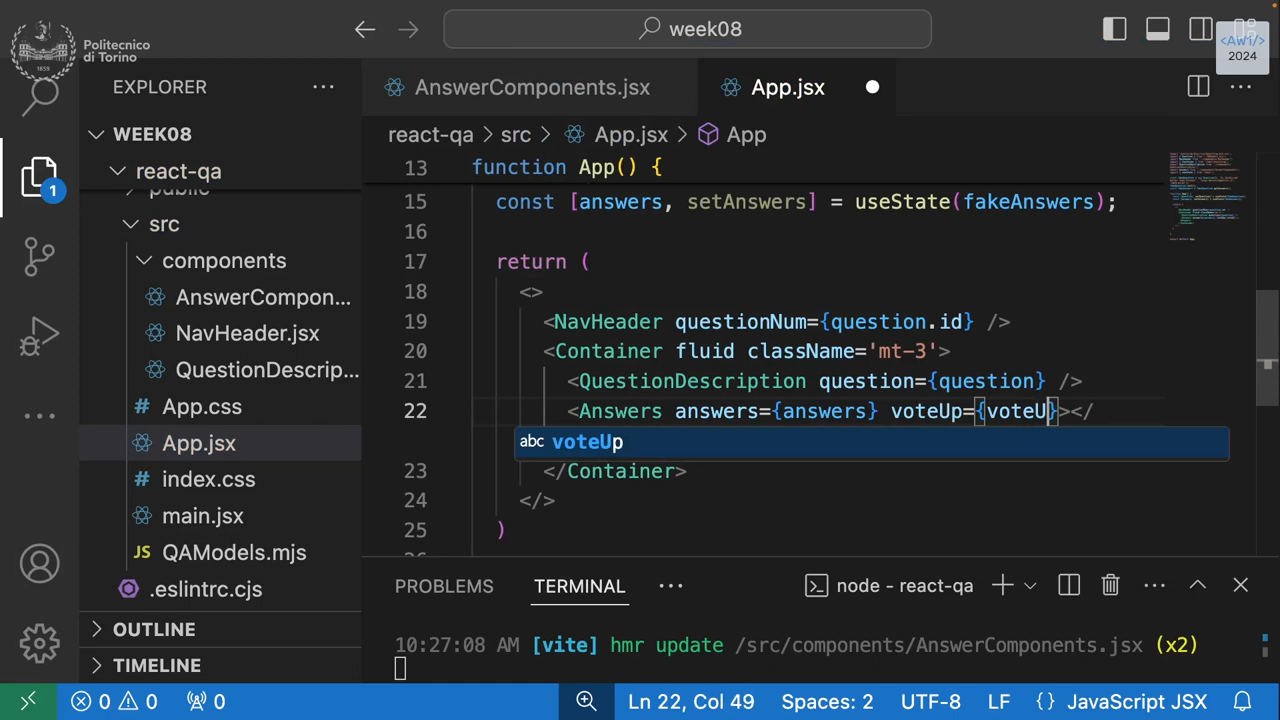 week08
Politecnico
di Torino
1859
<AW1/>
2024
EXPLORER
AnswerComponents.jsx
App.jsx
WEEK08
react-qa > src > App.jsx > App
react-qa
public
src
components
AnswerCompon...
NavHeader.jsx
QuestionDescrip...
App.css
App.jsx
index.css
main.jsx
JS QAModels.mjs
.eslintrc.cjs
OUTLINE
TIMELINE
1
13 function App() {
15 const [answers, setAnswers] = useState(fakeAnswers);
16
17 return (
18 <>
19 <NavHeader questionNum={question.id} />
20 <Container fluid className='mt-3'>
21 <QuestionDescription question={question} />
22 <Answers answers={answers} voteUp={voteU}></
abc voteUp
23 </Container>
24 </>
25 )
PROBLEMS TERMINAL
node - react-qa
10:27:08 AM [vite] hmr update /src/components/AnswerComponents.jsx (x2)
0 0 0
Ln 22, Col 49 Spaces: 2 UTF-8 LF {} JavaScript JSX